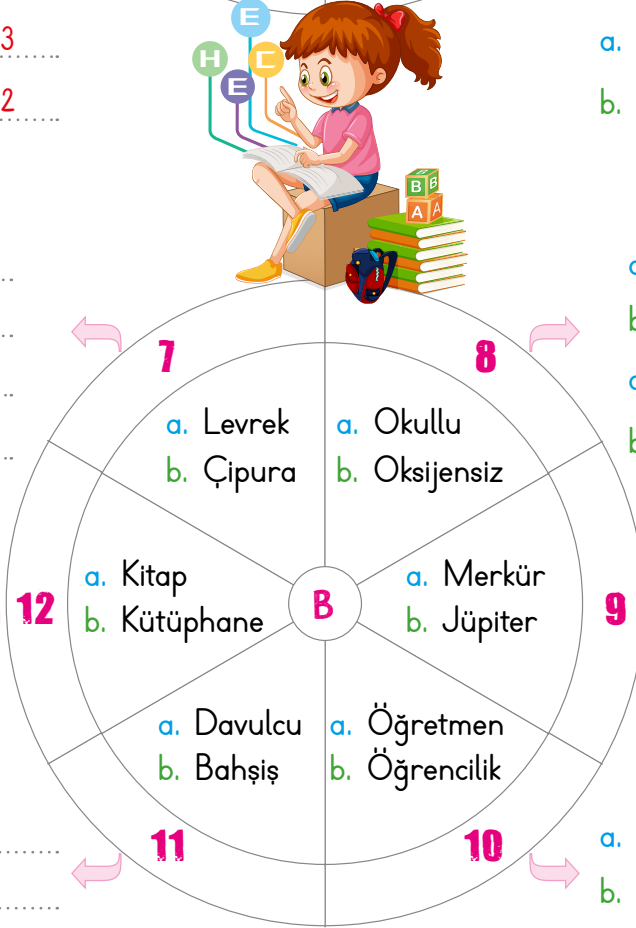 3
a.
2
b.
E
H
C
E
B B
A A
7
8
a. Levrek
b. Çipura
a. Okullu
b. Oksijensiz
b
b
12
a. Kitap
b. Kütüphane
B
a. Merkür
b. Jüpiter
9
a. Davulcu
b. Bahşiş
a. Öğretmen
b. Öğrencilik
11
10
a.
b.